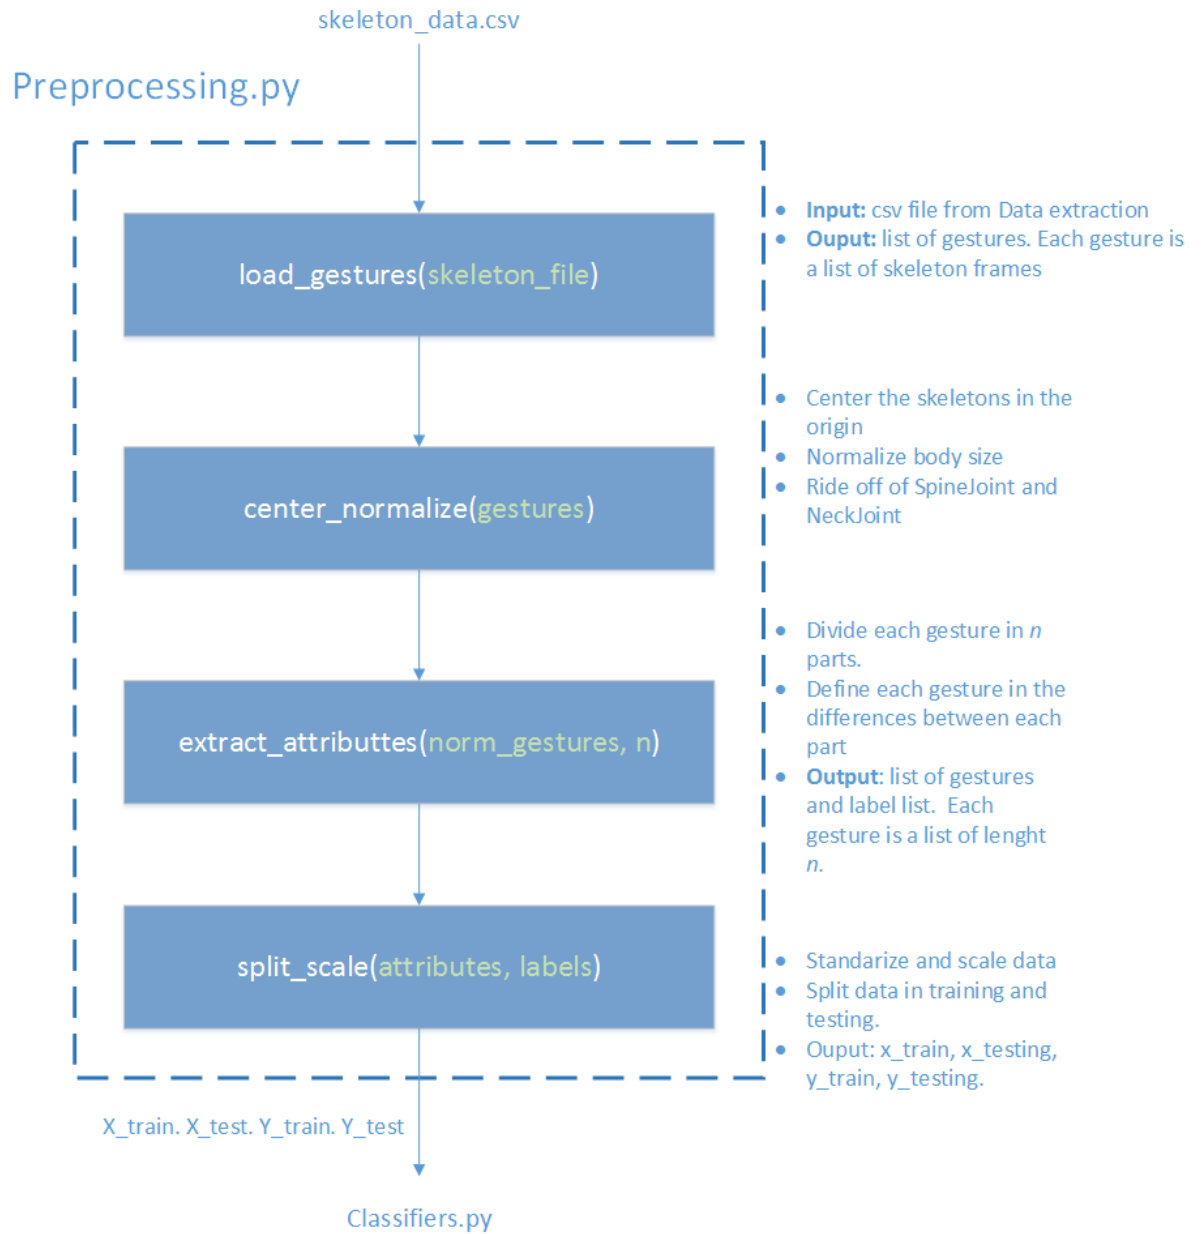 skeleton_data.csv
Preprocessing.py
load_gestures(skeleton_file)
• Input: csv file from Data extraction
• Ouput: list of gestures. Each gesture is
a list of skeleton frames
center_normalize(gestures)
• Center the skeletons in the
origin
• Normalize body size
• Ride off of SpineJoint and
NeckJoint
extract_attributtes(norm_gestures, n)
• Divide each gesture in n
parts.
• Define each gesture in the
differences between each
part
• Output: list of gestures
and label list. Each
gesture is a list of lenght
n.
split_scale(attributes, labels)
• Standarize and scale data
• Split data in training and
testing.
• Ouput: x_train, x_testing,
y_train, y_testing.
X_train. X_test. Y_train. Y_test
Classifiers.py